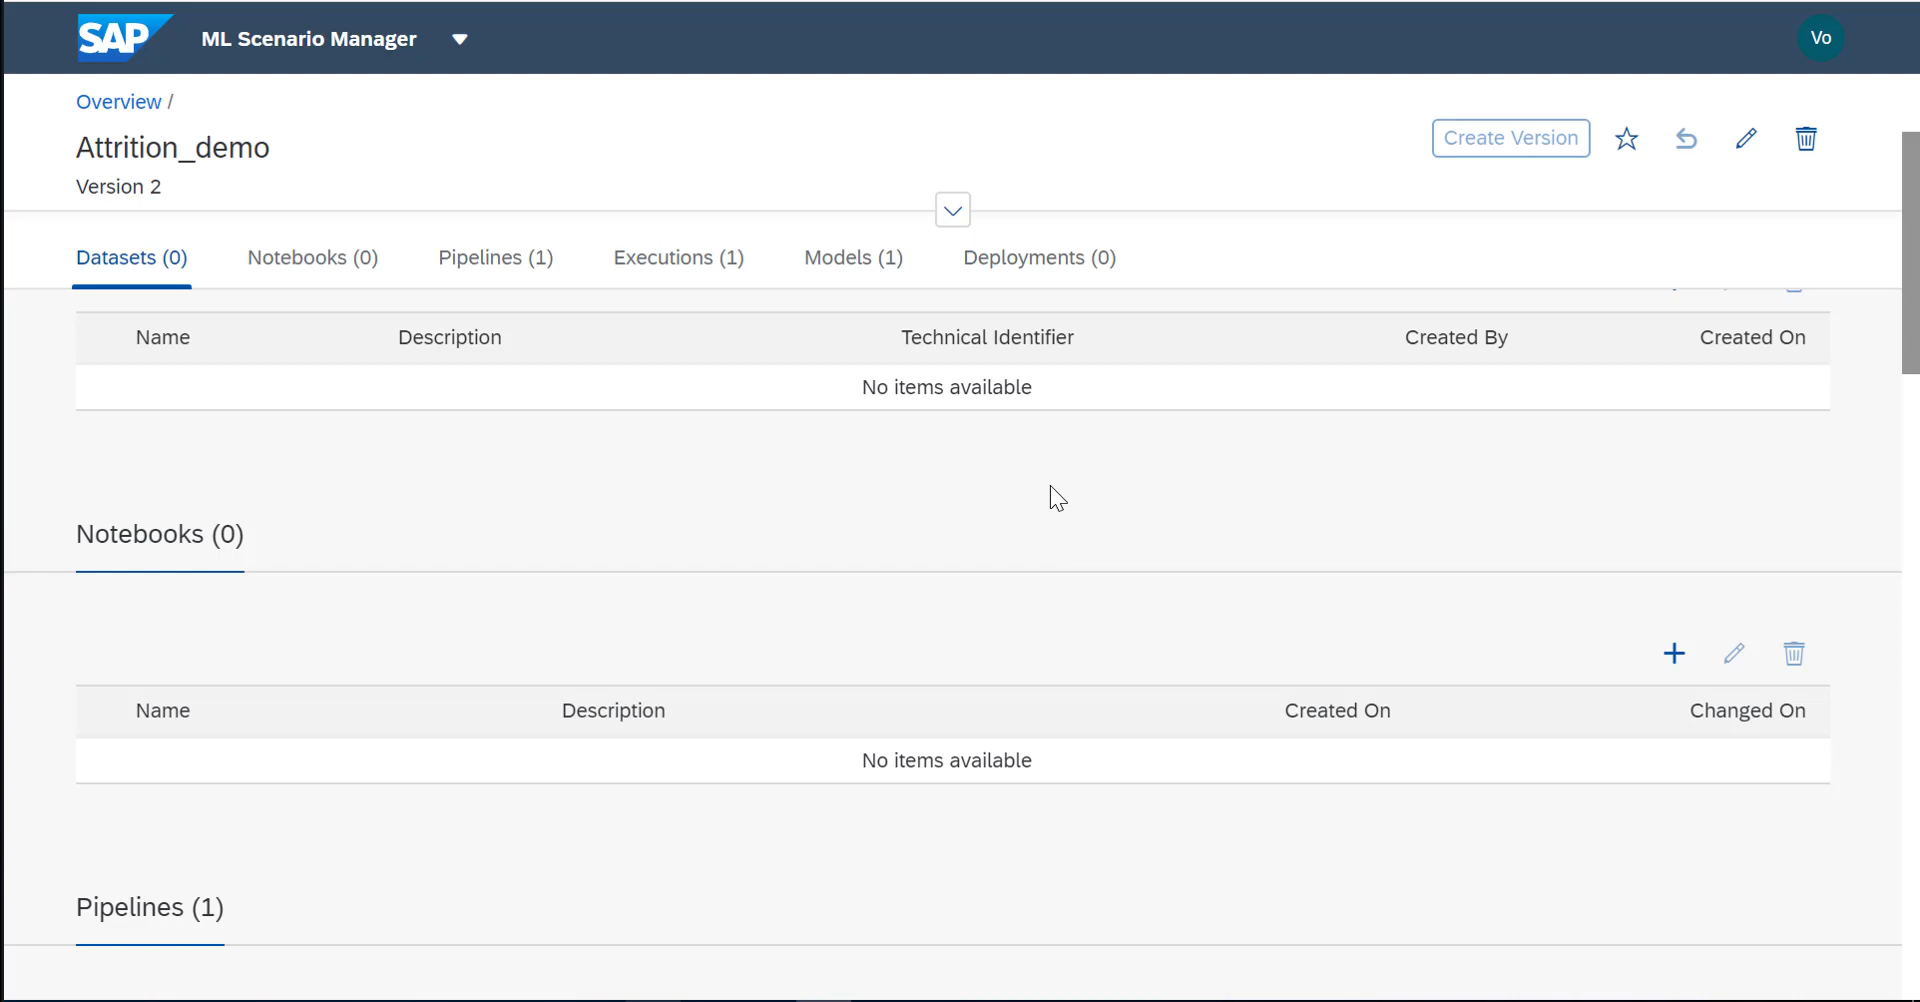 SAP ML Scenario Manager Vo
Overview /
Attrition_demo
Create Version
Version 2
Datasets (0) Notebooks (0) Pipelines (1) Executions (1) Models (1) Deployments (0)
Name Description Technical Identifier Created By Created On
No items available
Notebooks (0)
Name Description Created On Changed On
No items available
Pipelines (1)